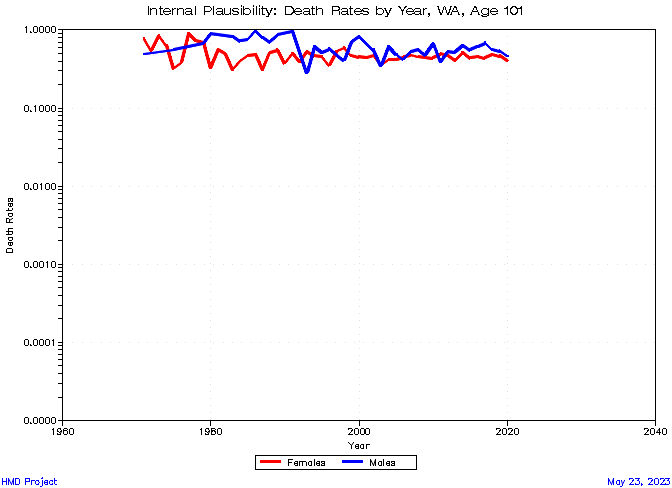 Internal Plausibility: Death Rates by Year, WA, Age 101
1.0000
0.1000
0.0100
0.0010
0.0001
0.0000
Death Rates
1960
1980
2000
2020
2040
Year
Females
Males
HMD Project
May 23, 2023